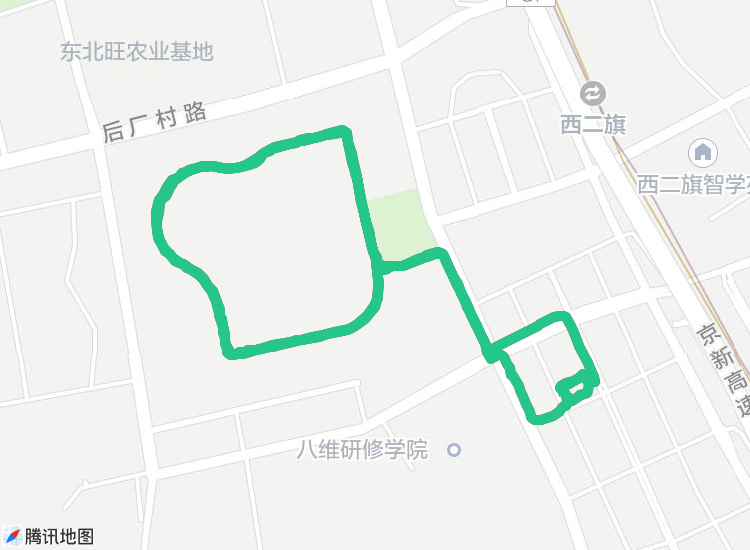 东北旺农业基地
后厂村路
西二旗
西二旗智学
京新高速
八维研修学院
腾讯地图